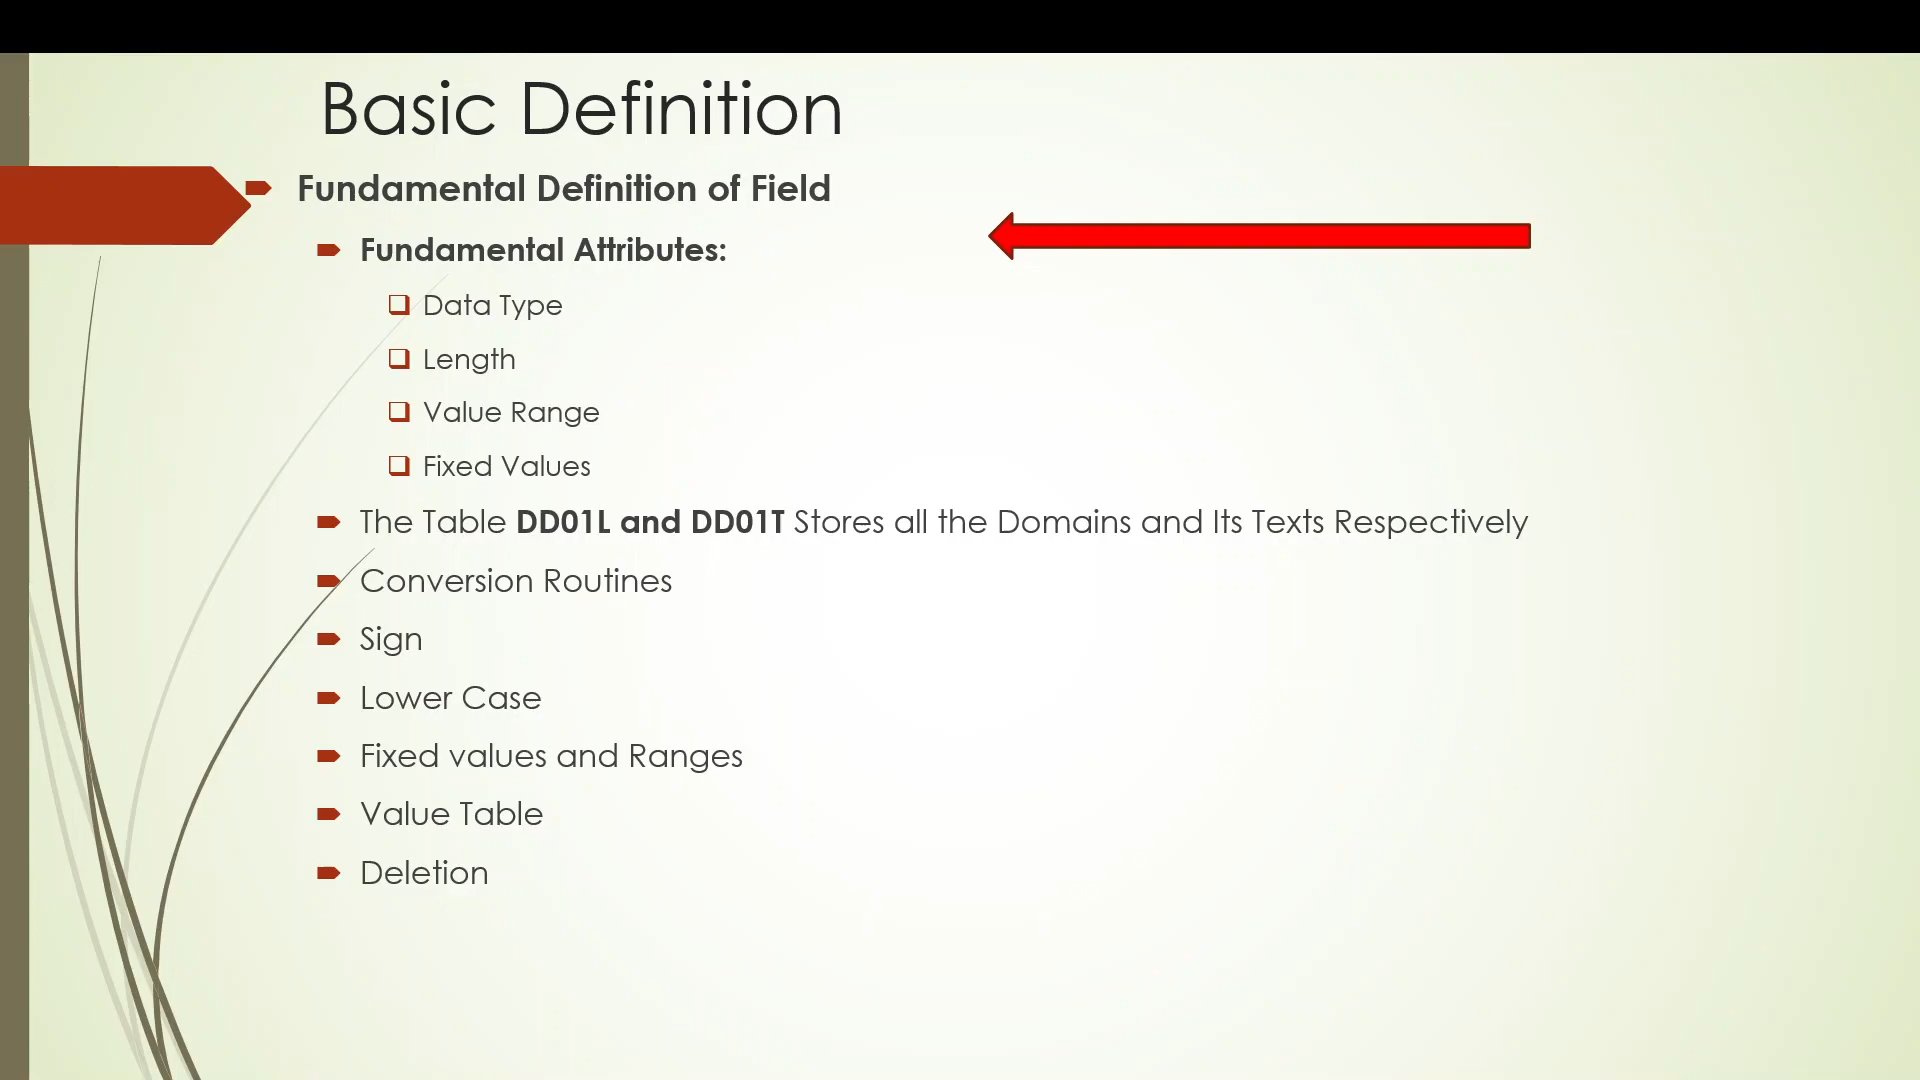 Basic Definition
Fundamental Definition of Field
Fundamental Attributes:
Data Type
Length
Value Range
Fixed Values
The Table DD01L and DD01T Stores all the Domains and Its Texts Respectively
Conversion Routines
Sign
Lower Case
Fixed values and Ranges
Value Table
Deletion